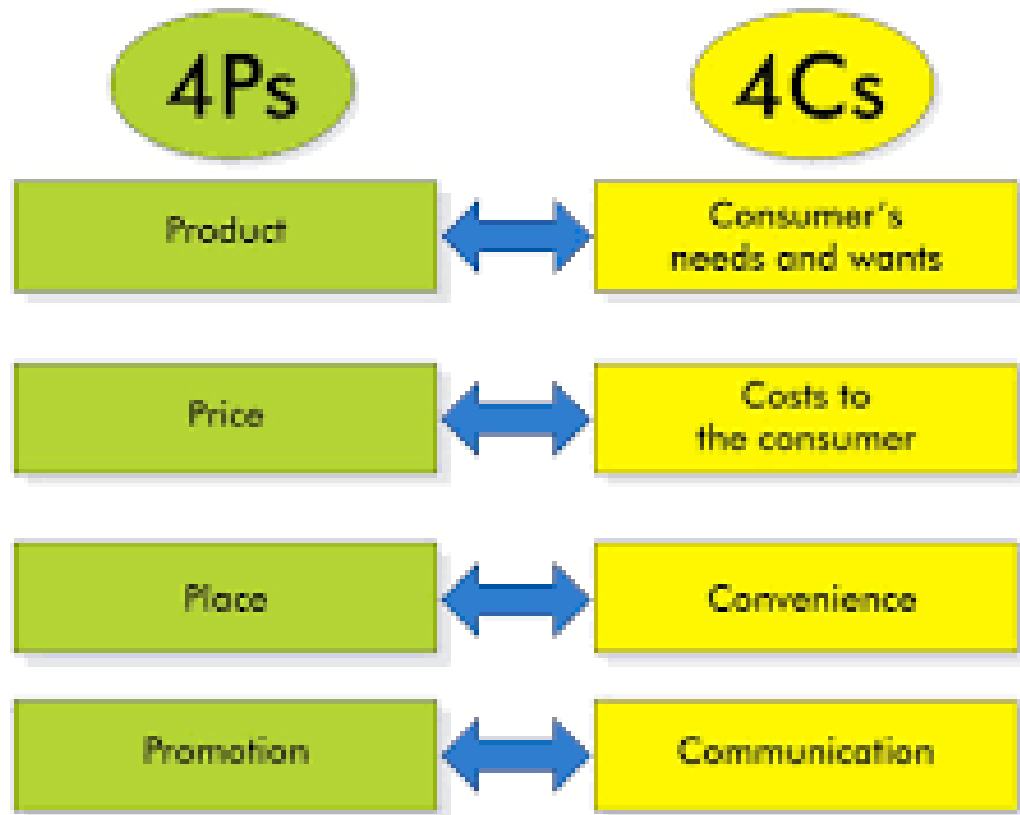 4Ps
4Cs
Product
Consumer's
needs and wants
Price
Costs to
the consumer
Place
Convenience
Promotion
Communication